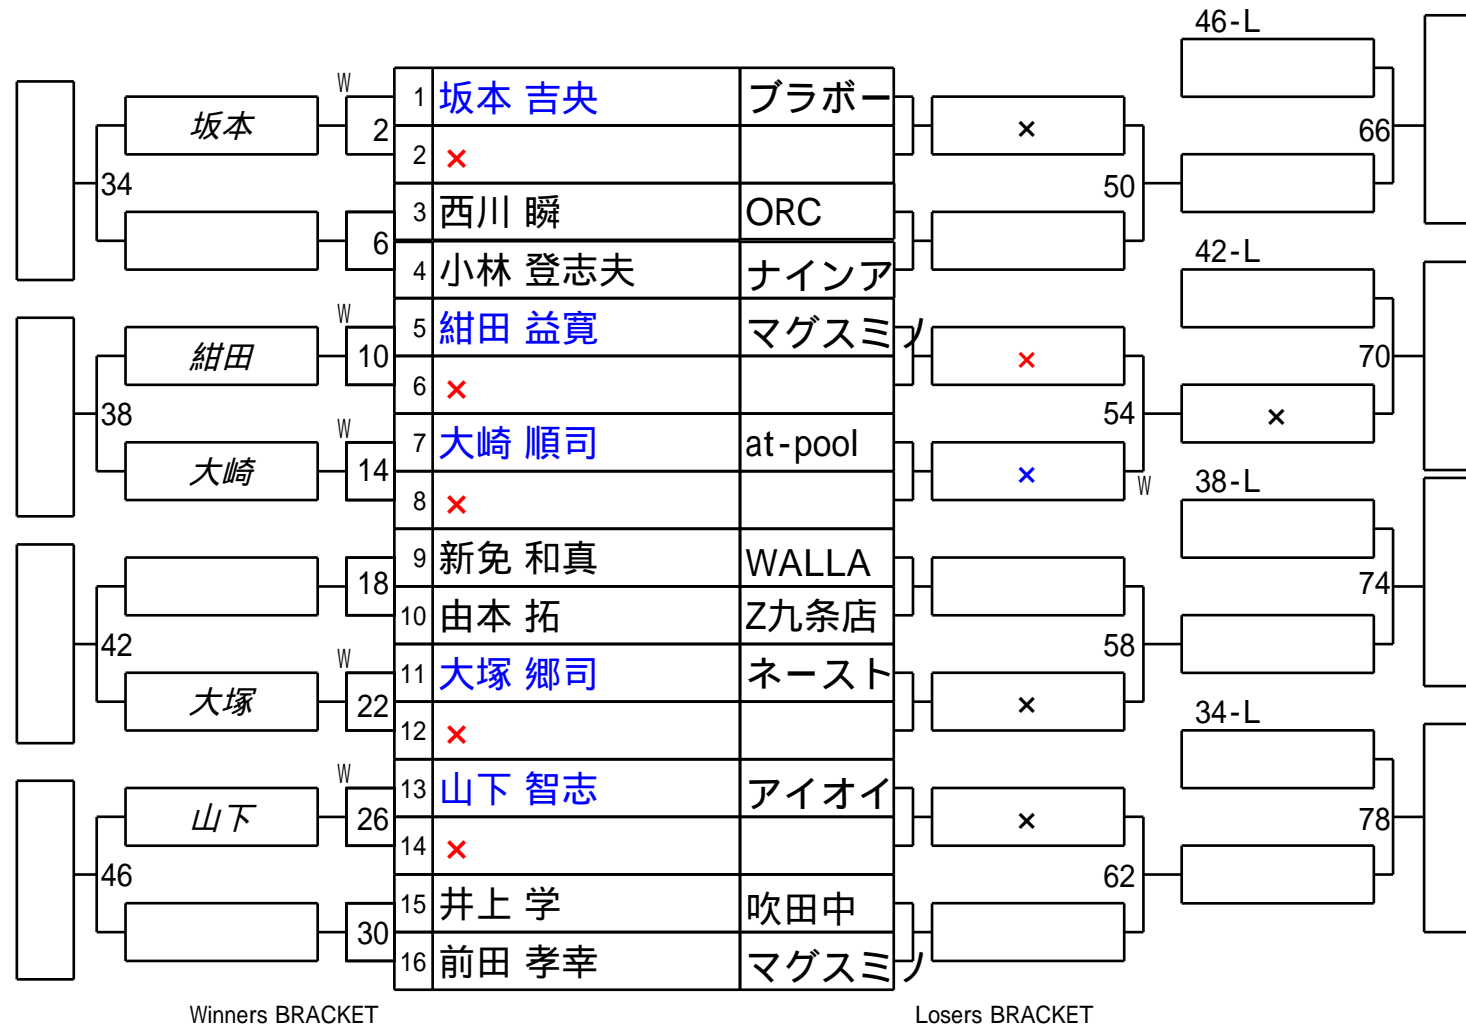 46-L
W
1 坂本 吉央 ブラボー
坂本 2 × 66
2 ×
34 50
3 西川 瞬 ORC
6
42-L
4 小林 登志夫 ナインア
W
5 紺田 益寛 マグスミノ
紺田 10 × 70
6 ×
38 54 ×
W
7 大崎 順司 at-pool
大崎 14 ×
W 38-L
8 ×
9 新免 和真 WALLA
18 74
10 由本 拓 Z九条店
42 58
W
11 大塚 郷司 ネースト
大塚 22 ×
34-L
12 ×
W
13 山下 智志 アイオイ
山下 26 × 78
14 ×
46 62
15 井上 学 吹田中
30
16 前田 孝幸 マグスミノ
Winners BRACKET Losers BRACKET